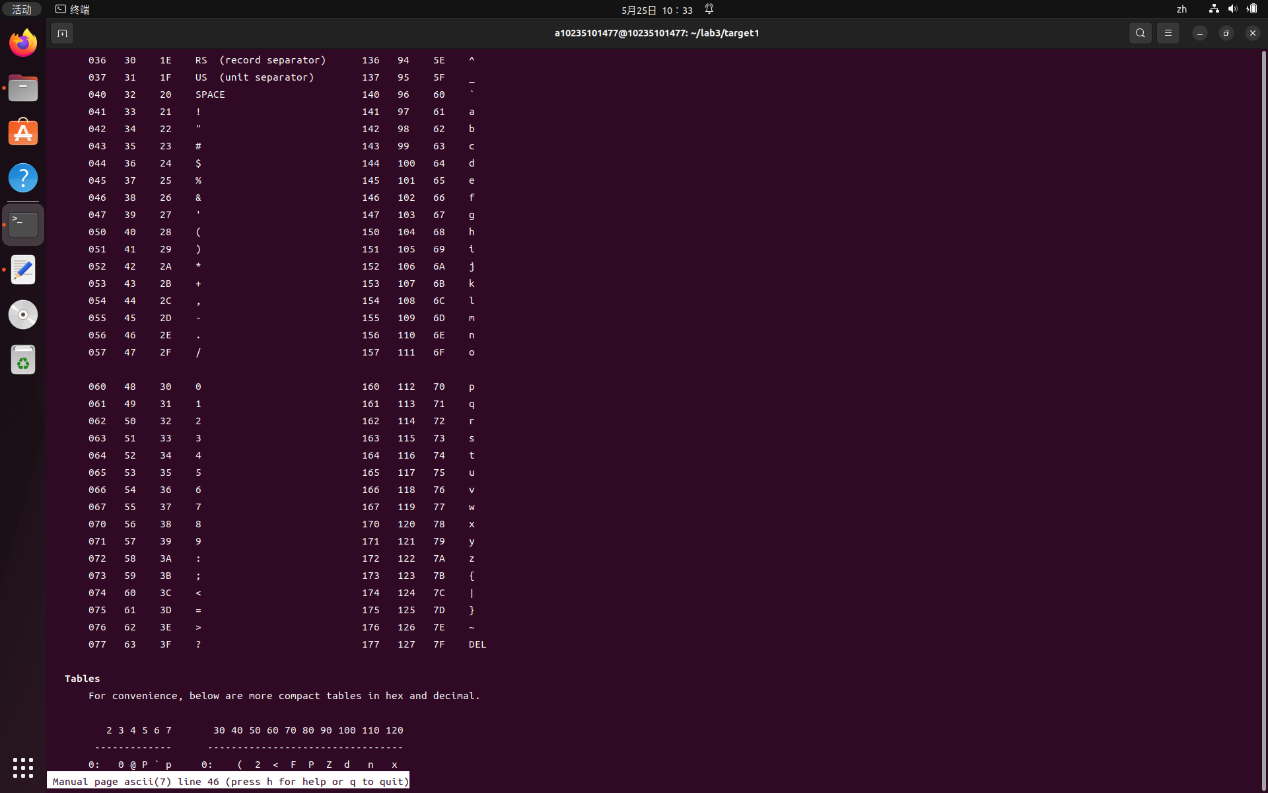 活动 终端 5月25日 10：33 zh
a10235101477@10235101477: ~/lab3/target1
036 30 1E RS (record separator) 136 94 5E ^
037 31 1F US (unit separator) 137 95 5F _
040 32 20 SPACE 140 96 60 `
041 33 21 ! 141 97 61 a
042 34 22 " 142 98 62 b
043 35 23 # 143 99 63 c
044 36 24 $ 144 100 64 d
045 37 25 % 145 101 65 e
046 38 26 & 146 102 66 f
047 39 27 ' 147 103 67 g
050 40 28 ( 150 104 68 h
051 41 29 ) 151 105 69 i
052 42 2A * 152 106 6A j
053 43 2B + 153 107 6B k
054 44 2C , 154 108 6C l
055 45 2D - 155 109 6D m
056 46 2E . 156 110 6E n
057 47 2F / 157 111 6F o
060 48 30 0 160 112 70 p
061 49 31 1 161 113 71 q
062 50 32 2 162 114 72 r
063 51 33 3 163 115 73 s
064 52 34 4 164 116 74 t
065 53 35 5 165 117 75 u
066 54 36 6 166 118 76 v
067 55 37 7 167 119 77 w
070 56 38 8 170 120 78 x
071 57 39 9 171 121 79 y
072 58 3A : 172 122 7A z
073 59 3B ; 173 123 7B {
074 60 3C < 174 124 7C |
075 61 3D = 175 125 7D }
076 62 3E > 176 126 7E ~
077 63 3F ? 177 127 7F DEL
Tables
For convenience, below are more compact tables in hex and decimal.
2 3 4 5 6 7 30 40 50 60 70 80 90 100 110 120
------------- ---------------------------------
0: 0 @ P ` p 0: ( 2 < F P Z d n x
Manual page ascii(7) line 46 (press h for help or q to quit)